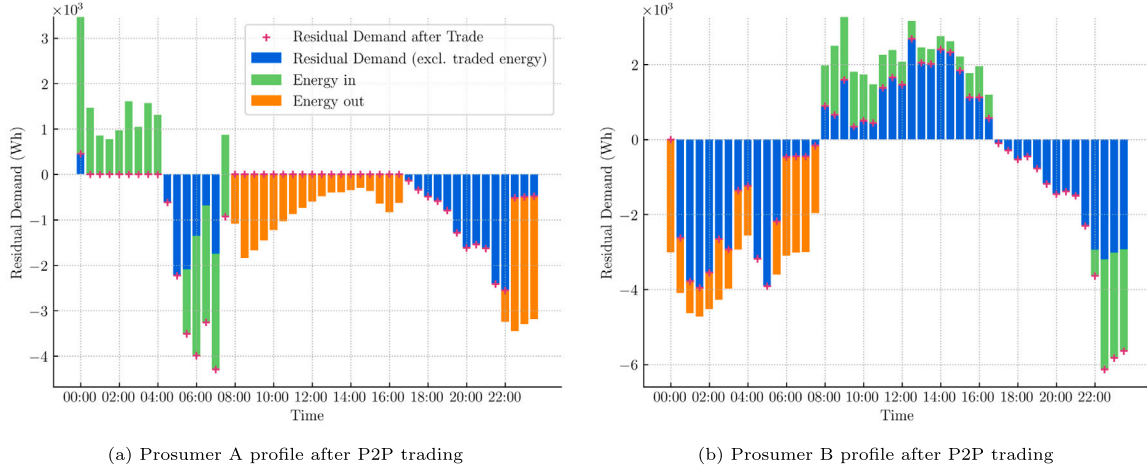 ×10³
3
2
1
0
−1
−2
−3
−4
Residual Demand (Wh)
Residual Demand after Trade
Residual Demand (excl. traded energy)
Energy in
Energy out
00:00 02:00 04:00 06:00 08:00 10:00 12:00 14:00 16:00 18:00 20:00 22:00
Time
(a) Prosumer A profile after P2P trading
×10³
2
0
−2
−4
−6
Residual Demand (Wh)
00:00 02:00 04:00 06:00 08:00 10:00 12:00 14:00 16:00 18:00 20:00 22:00
Time
(b) Prosumer B profile after P2P trading